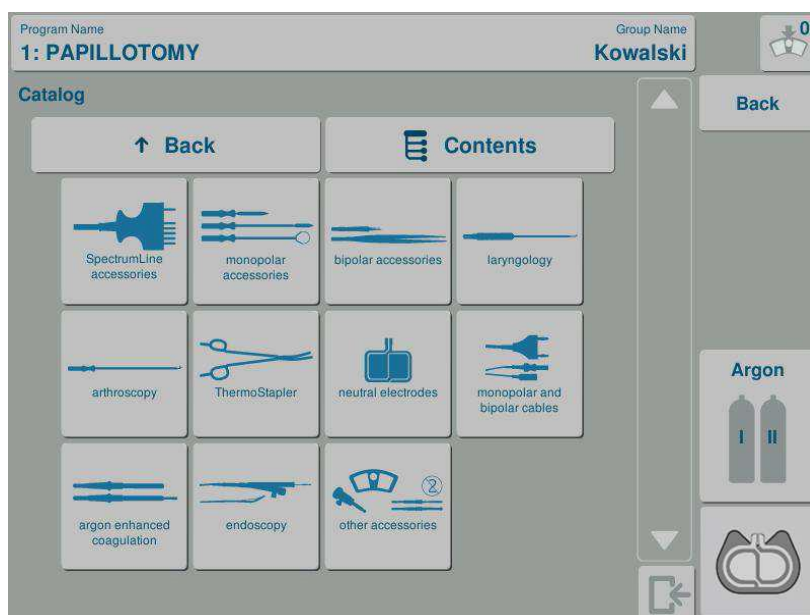 Program Name
Group Name
1: PAPILLOTOMY
Kowalski
0
Catalog
Back
Back
Contents
SpectrumLine
accessories
monopolar
accessories
bipolar accessories
laryngology
arthroscopy
ThermoStapler
neutral electrodes
monopolar and
bipolar cables
Argon
I II
argon enhanced
coagulation
endoscopy
2
other accessories